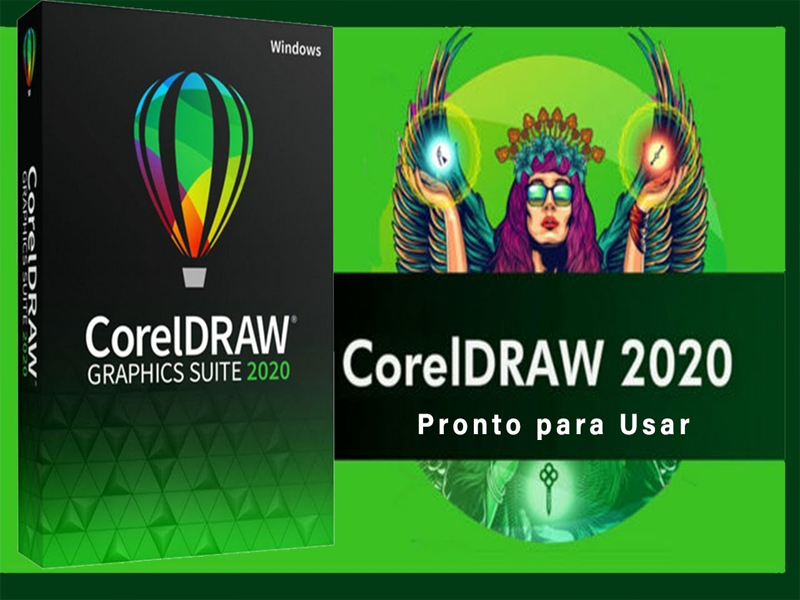 Windows
CorelDRAW®
GRAPHICS SUITE 2020
CorelDRAW
GRAPHICS SUITE 2020
CorelDRAW 2020
Pronto para Usar